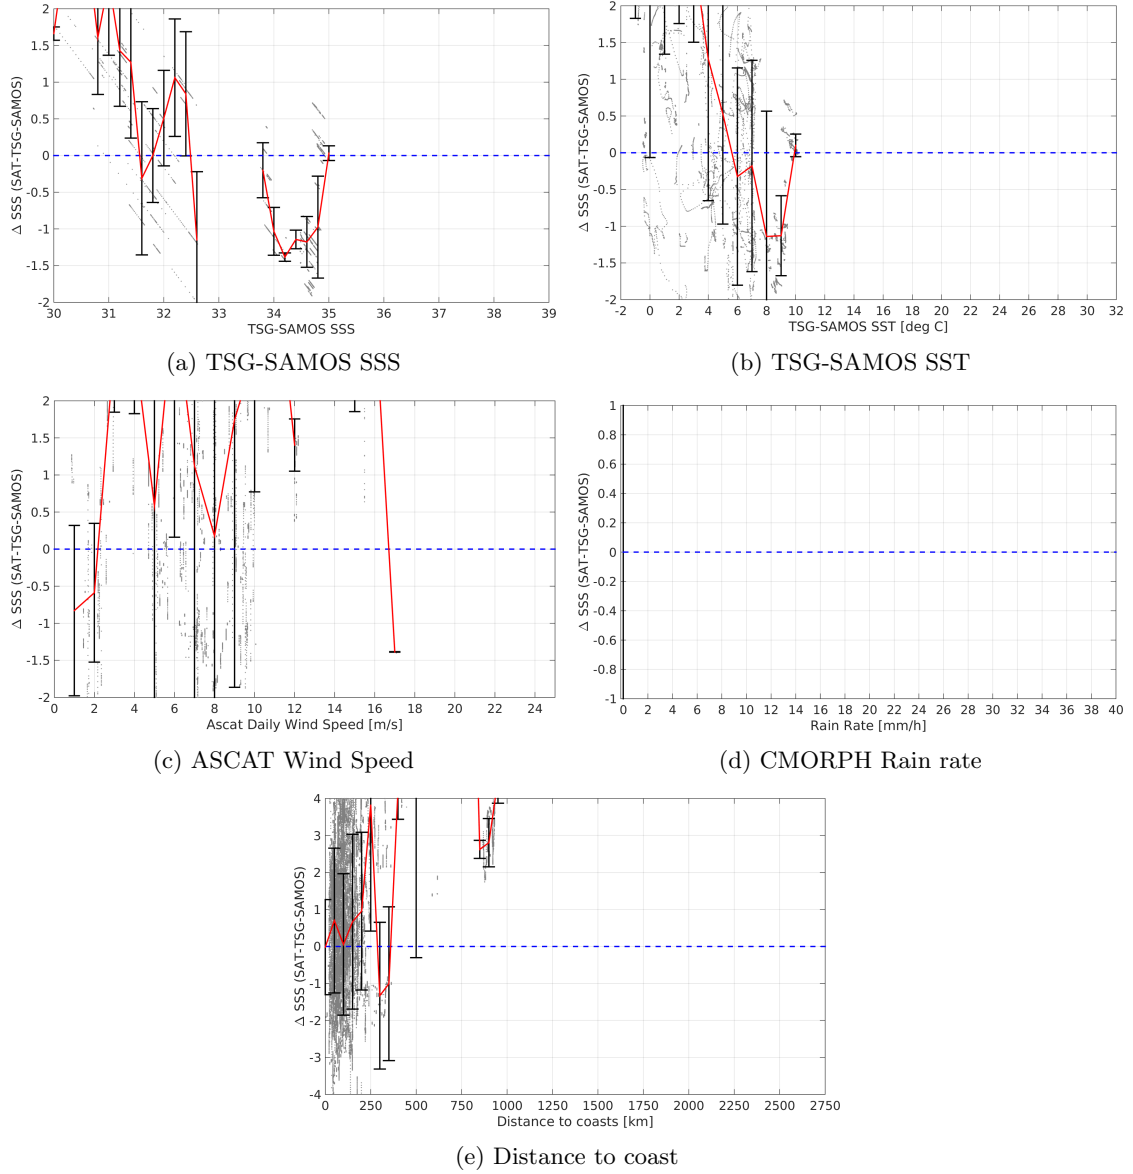 Δ SSS (SAT-TSG-SAMOS)
2
1.5
1
0.5
0
-0.5
-1
-1.5
-2
30 31 32 33 34 35 36 37 38 39
TSG-SAMOS SSS
(a) TSG-SAMOS SSS
Δ SSS (SAT-TSG-SAMOS)
2
1.5
1
0.5
0
-0.5
-1
-1.5
-2
-2 0 2 4 6 8 10 12 14 16 18 20 22 24 26 28 30 32
TSG-SAMOS SST [deg C]
(b) TSG-SAMOS SST
Δ SSS (SAT-TSG-SAMOS)
2
1.5
1
0.5
0
-0.5
-1
-1.5
-2
0 2 4 6 8 10 12 14 16 18 20 22 24
Ascat Daily Wind Speed [m/s]
(c) ASCAT Wind Speed
Δ SSS (SAT-TSG-SAMOS)
1
0.8
0.6
0.4
0.2
0
-0.2
-0.4
-0.6
-0.8
-1
0 2 4 6 8 10 12 14 16 18 20 22 24 26 28 30 32 34 36 38 40
Rain Rate [mm/h]
(d) CMORPH Rain rate
Δ SSS (SAT-TSG-SAMOS)
4
3
2
1
0
-1
-2
-3
-4
0 250 500 750 1000 1250 1500 1750 2000 2250 2500 2750
Distance to coasts [km]
(e) Distance to coast